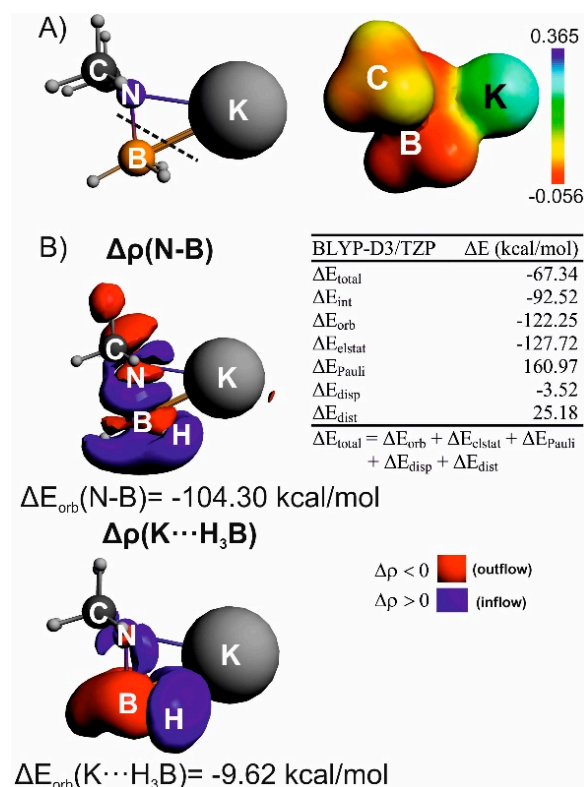 A)
C
N
K
B
C
K
B
0.365
-0.056
B)
Δρ(N-B)
C
N
K
B
H
ΔE_orb(N-B)= -104.30 kcal/mol
BLYP-D3/TZP ΔE (kcal/mol)
ΔE_total -67.34
ΔE_int -92.52
ΔE_orb -122.25
ΔE_elstat -127.72
ΔE_Pauli 160.97
ΔE_disp -3.52
ΔE_dist 25.18
ΔE_total = ΔE_orb + ΔE_elstat + ΔE_Pauli
+ ΔE_disp + ΔE_dist
Δρ(K···H₃B)
C
N
K
B
H
Δρ < 0 (outflow)
Δρ > 0 (inflow)
ΔE_orb(K···H₃B)= -9.62 kcal/mol